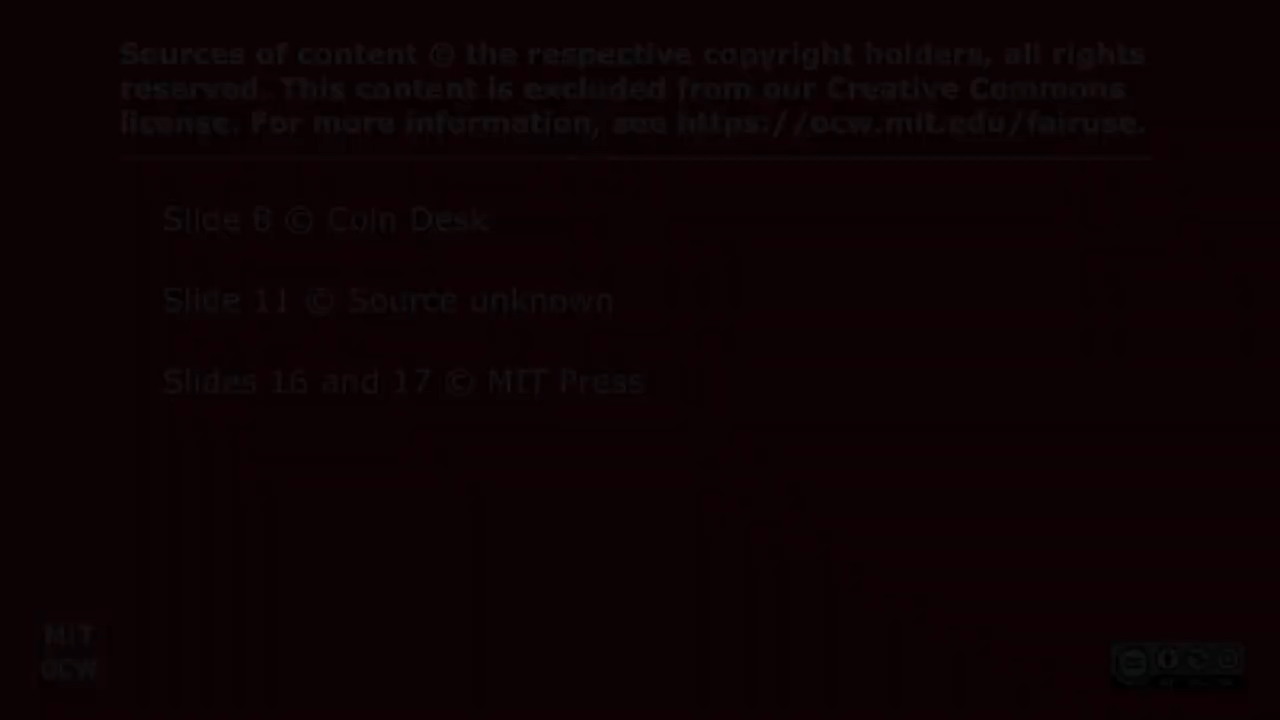 Sources of content © the respective copyright holders, all rights
reserved. This content is excluded from our Creative Commons
license. For more information, see https://ocw.mit.edu/fairuse.
Slide 8 © Coin Desk
Slide 11 © Source unknown
Slides 16 and 17 © MIT Press
MIT
OCW